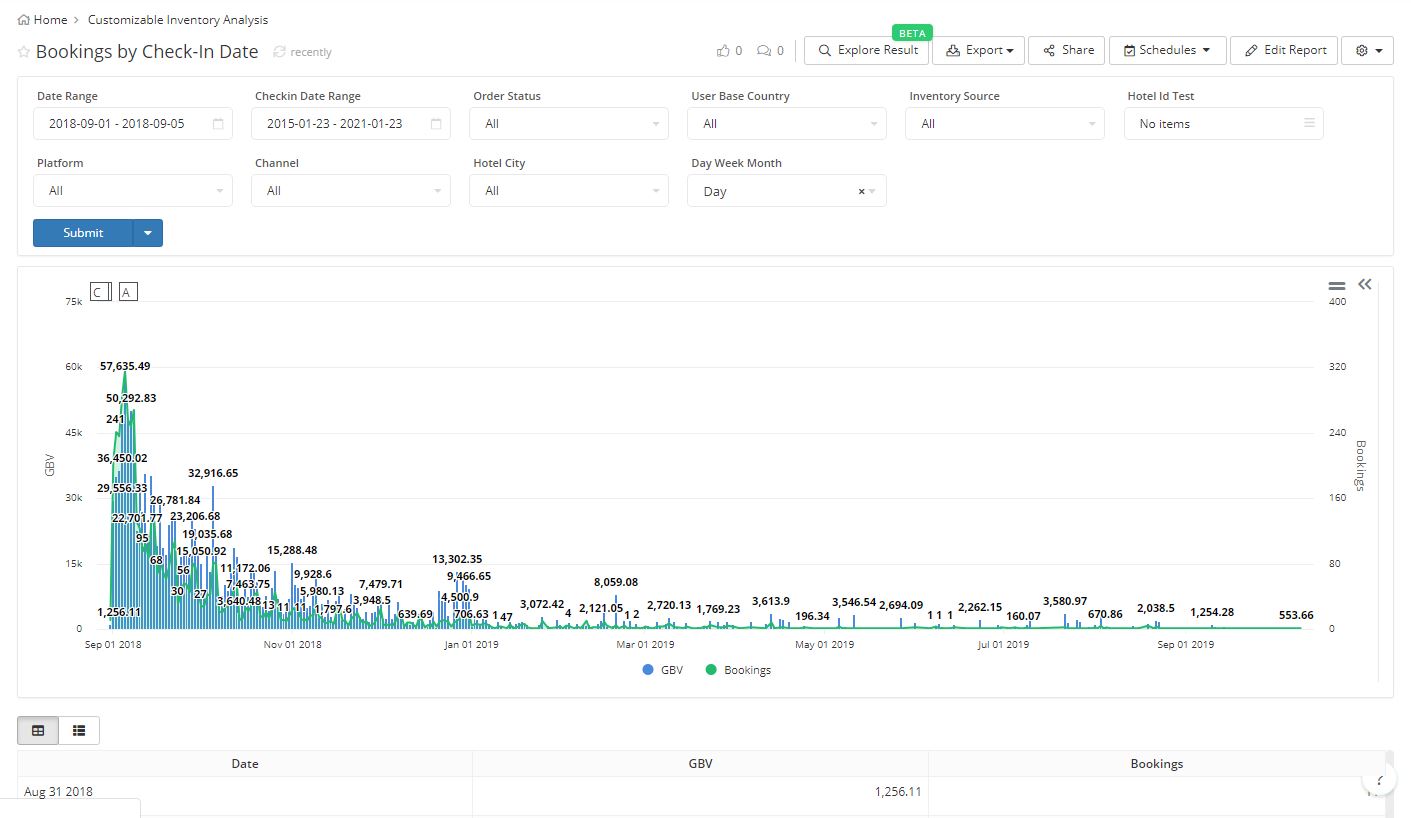 Home > Customizable Inventory Analysis
Bookings by Check-In Date recently
0 0 Explore Result BETA Export Share Schedules Edit Report
Date Range Checkin Date Range Order Status User Base Country Inventory Source Hotel Id Test
2018-09-01 - 2018-09-05 2015-01-23 - 2021-01-23 All All All No items
Platform Channel Hotel City Day Week Month
All All All Day ×
Submit
C A
75k 400
60k 320
45k 240
30k 160
15k 80
0 0
GBV
Bookings
57,635.49
50,292.83
241
36,450.02
32,916.65
29,556.33
26,781.84
22,701.77 23,206.68
95 19,035.68
68 15,050.92 15,288.48 13,302.35
56 11,172.06 9,928.6 9,466.65
30 27 7,463.75 5,980.13 7,479.71 8,059.08
3,640.48 13 11 11 1,797.6 3,948.5 4,500.9 3,072.42 2,121.05 2,720.13 1,769.23 3,613.9 3,546.54 2,694.09 2,262.15 3,580.97 2,038.5 1,254.28
1,256.11 639.69 706.63 1 47 4 1 2 196.34 1 1 1 160.07 670.86 553.66
Sep 01 2018 Nov 01 2018 Jan 01 2019 Mar 01 2019 May 01 2019 Jul 01 2019 Sep 01 2019
GBV Bookings
Date GBV Bookings
Aug 31 2018 1,256.11
?